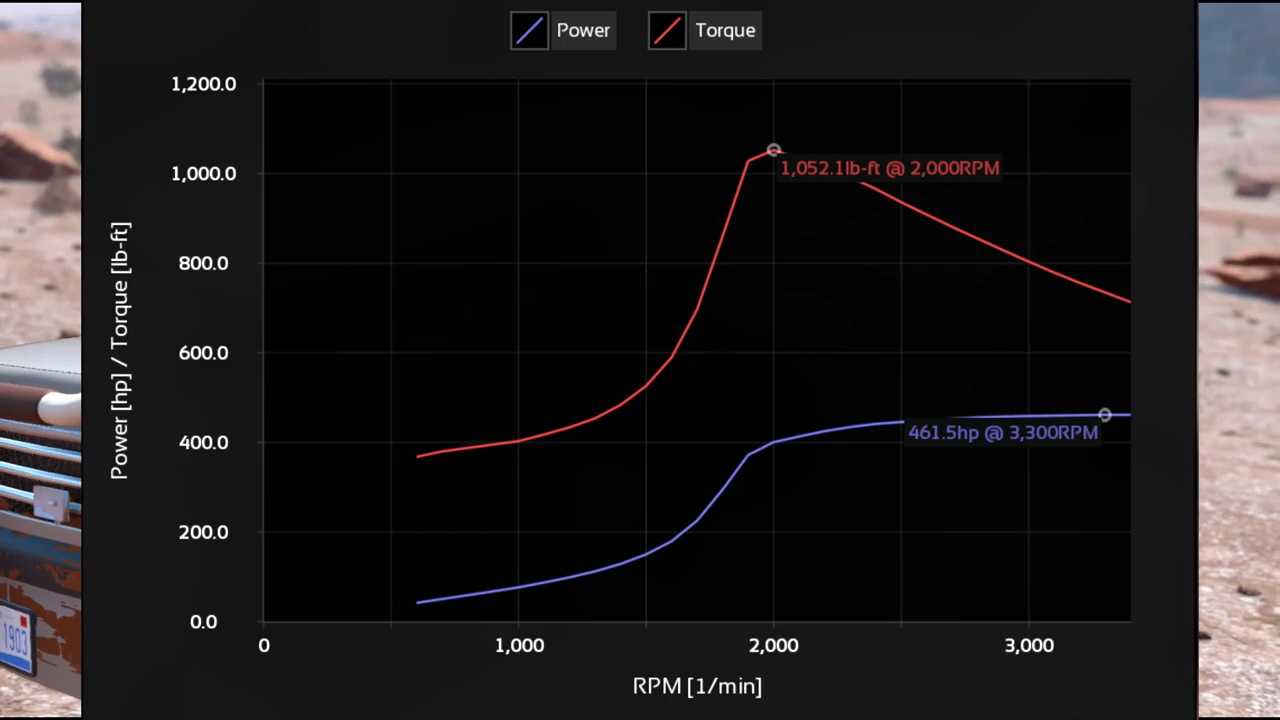 Power Torque
1,200.0
1,000.0
800.0
600.0
400.0
200.0
0.0
Power [hp] / Torque [lb-ft]
1,052.1lb-ft @ 2,000RPM
461.5hp @ 3,300RPM
0 1,000 2,000 3,000
RPM [1/min]
1903